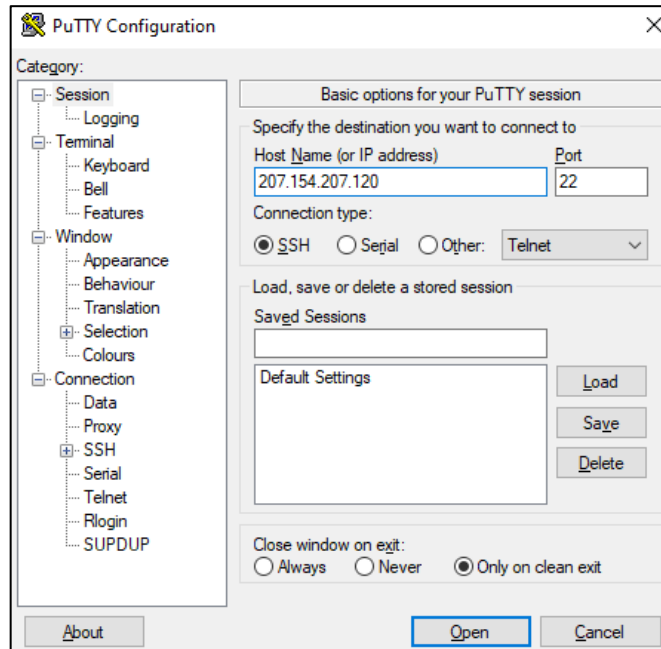 PuTTY Configuration
Category:
Session
Logging
Terminal
Keyboard
Bell
Features
Window
Appearance
Behaviour
Translation
Selection
Colours
Connection
Data
Proxy
SSH
Serial
Telnet
Rlogin
SUPDUP
Basic options for your PuTTY session
Specify the destination you want to connect to
Host Name (or IP address) Port
207.154.207.120 22
Connection type:
SSH Serial Other: Telnet
Load, save or delete a stored session
Saved Sessions
Default Settings
Load
Save
Delete
Close window on exit:
Always Never Only on clean exit
About Open Cancel